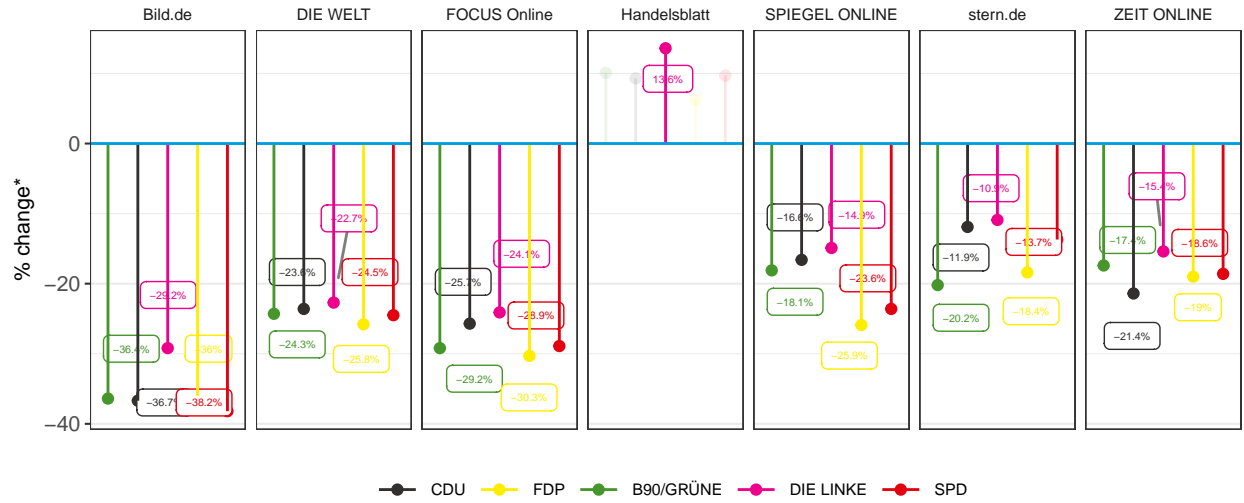 Bild.de DIE WELT FOCUS Online Handelsblatt SPIEGEL ONLINE stern.de ZEIT ONLINE
% change*
0
−20
−40
−36.4% −36.7% −29.2% −36% −38.2%
−24.3% −23.6% −22.7% −25.8% −24.5%
−29.2% −25.7% −24.1% −30.3% −28.9%
13.6%
−18.1% −16.6% −14.9% −25.9% −23.6%
−20.2% −11.9% −10.9% −18.4% −13.7%
−17.4% −21.4% −15.4% −19% −18.6%
CDU FDP B90/GRÜNE DIE LINKE SPD